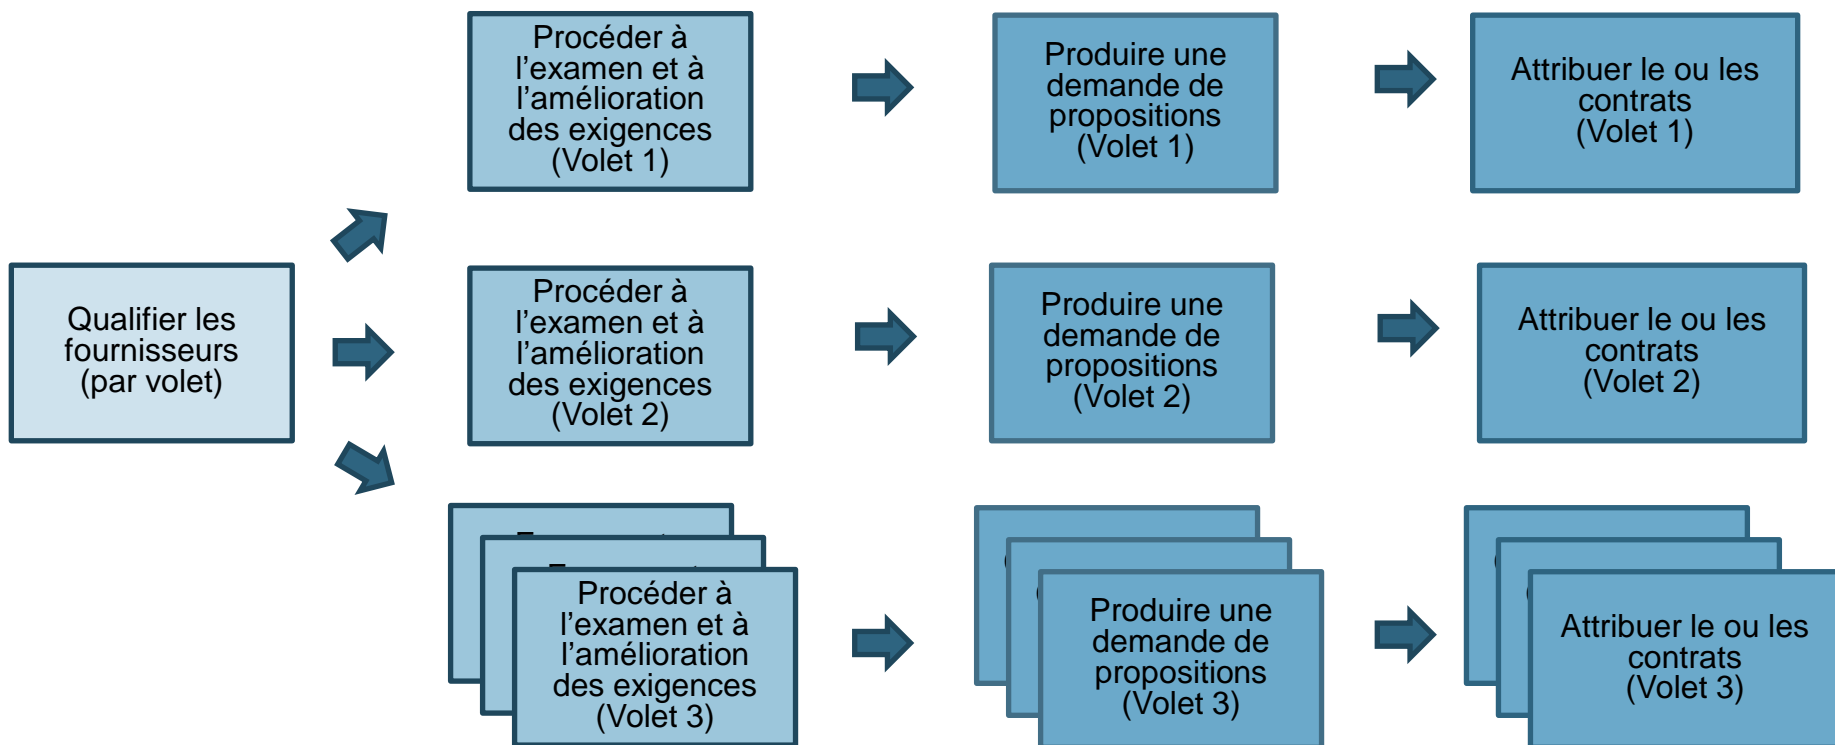 Qualifier les
fournisseurs
(par volet)
Procéder à
l’examen et à
l’amélioration
des exigences
(Volet 1)
Produire une
demande de
propositions
(Volet 1)
Attribuer le ou les
contrats
(Volet 1)
Procéder à
l’examen et à
l’amélioration
des exigences
(Volet 2)
Produire une
demande de
propositions
(Volet 2)
Attribuer le ou les
contrats
(Volet 2)
Procéder à
l’examen et à
l’amélioration
des exigences
(Volet 3)
Produire une
demande de
propositions
(Volet 3)
Attribuer le ou les
contrats
(Volet 3)